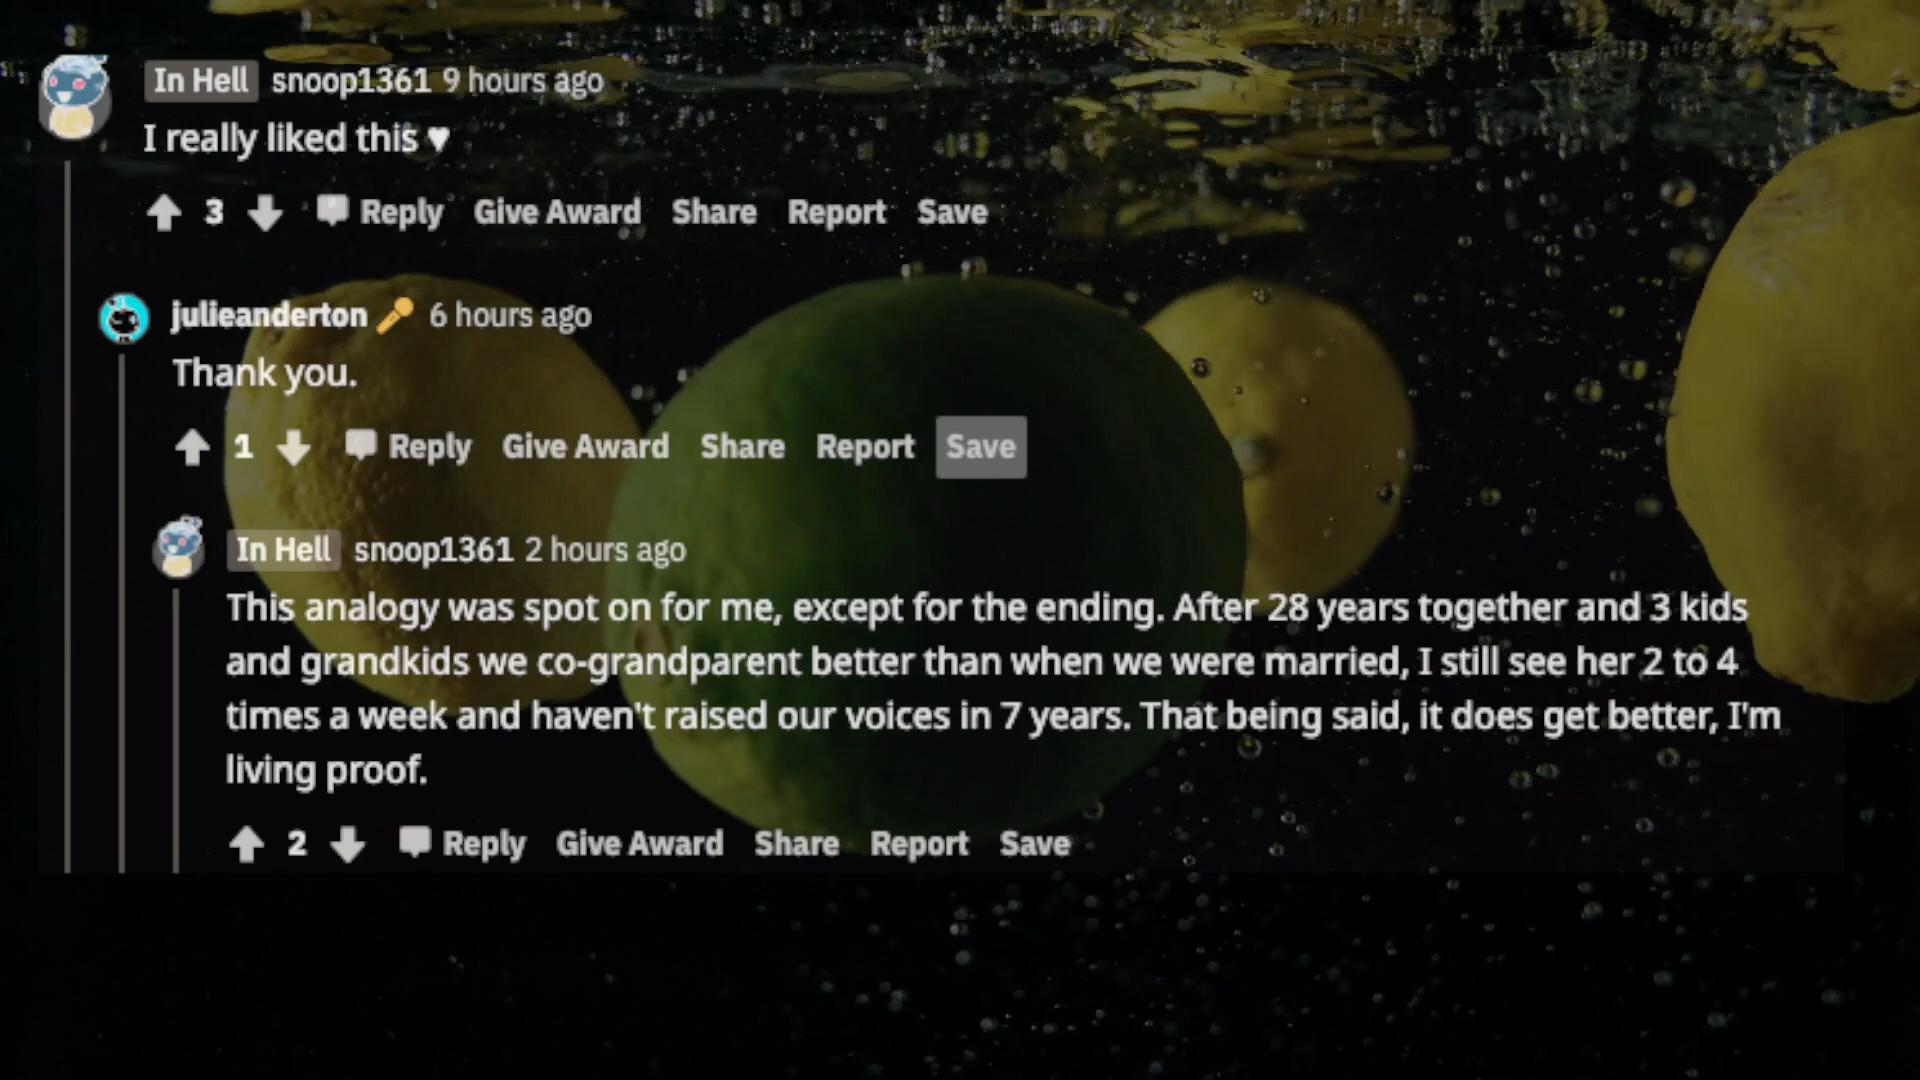 In Hell snoop1361 9 hours ago
I really liked this ♥
3 Reply Give Award Share Report Save
julieanderton 🎤 6 hours ago
Thank you.
1 Reply Give Award Share Report Save
In Hell snoop1361 2 hours ago
This analogy was spot on for me, except for the ending. After 28 years together and 3 kids
and grandkids we co-grandparent better than when we were married, I still see her 2 to 4
times a week and haven't raised our voices in 7 years. That being said, it does get better, I'm
living proof.
2 Reply Give Award Share Report Save